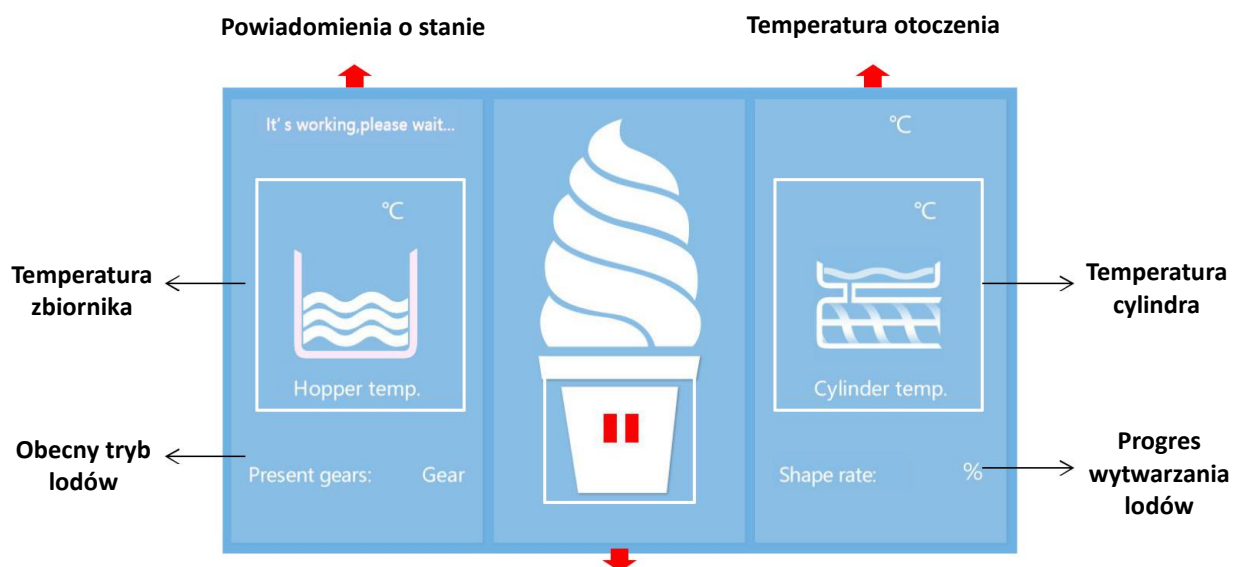 Powiadomienia o stanie
Temperatura otoczenia
It' s working,please wait...
℃
℃
℃
Temperatura
zbiornika
Temperatura
cylindra
Hopper temp.
Cylinder temp.
Obecny tryb
lodów
Present gears: Gear
Shape rate: %
Progres
wytwarzania
lodów